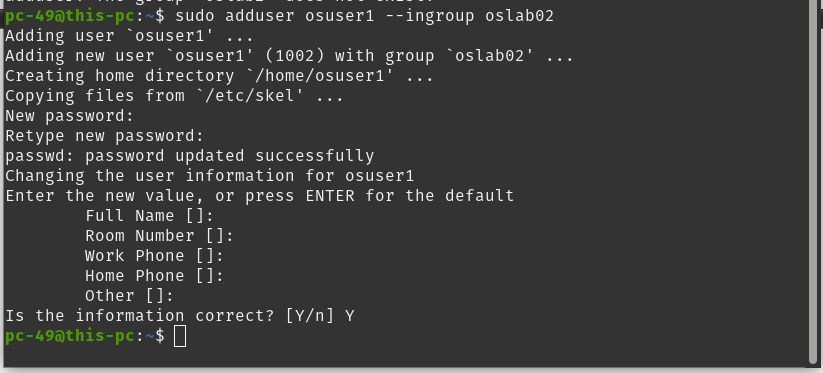 pc-49@this-pc:~$ sudo adduser osuser1 --ingroup oslab02
Adding user `osuser1' ...
Adding new user `osuser1' (1002) with group `oslab02' ...
Creating home directory `/home/osuser1' ...
Copying files from `/etc/skel' ...
New password:
Retype new password:
passwd: password updated successfully
Changing the user information for osuser1
Enter the new value, or press ENTER for the default
        Full Name []:
        Room Number []:
        Work Phone []:
        Home Phone []:
        Other []:
Is the information correct? [Y/n] Y
pc-49@this-pc:~$